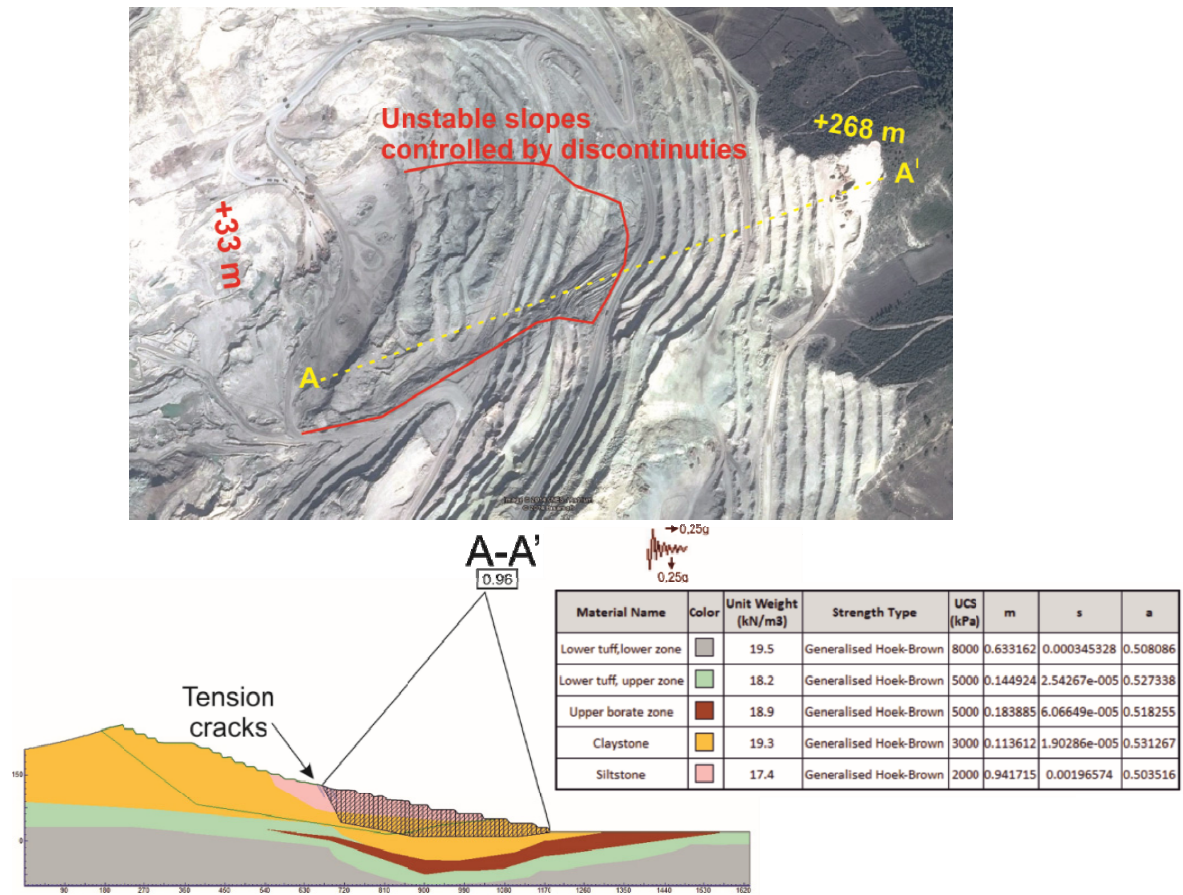 Unstable slopes
controlled by discontinuties
+268 m
A'
+33 m
A
A-A'
0.96
0.25g
0.25g
Tension
cracks
Material Name Color Unit Weight (kN/m3) Strength Type UCS (kPa) m s a
Lower tuff,lower zone 19.5 Generalised Hoek-Brown 8000 0.633162 0.000345328 0.508086
Lower tuff, upper zone 18.2 Generalised Hoek-Brown 5000 0.144924 2.54267e-005 0.527338
Upper borate zone 18.9 Generalised Hoek-Brown 5000 0.183885 6.06649e-005 0.518255
Claystone 19.3 Generalised Hoek-Brown 3000 0.113612 1.90286e-005 0.531267
Siltstone 17.4 Generalised Hoek-Brown 2000 0.941715 0.00196574 0.503516
150
0
90 180 270 360 450 540 630 720 810 900 990 1080 1170 1260 1350 1440 1530 1620